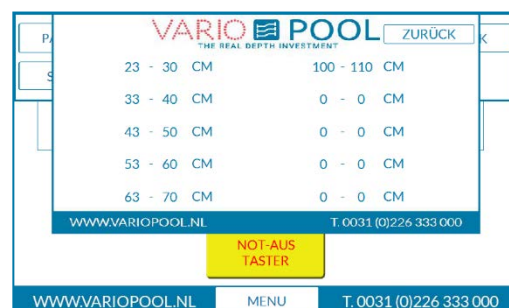 VARIO POOL
THE REAL DEPTH INVESTMENT
ZURÜCK
23 - 30 CM 100 - 110 CM
33 - 40 CM 0 - 0 CM
43 - 50 CM 0 - 0 CM
53 - 60 CM 0 - 0 CM
63 - 70 CM 0 - 0 CM
WWW.VARIOPOOL.NL T. 0031 (0)226 333 000
NOT-AUS
TASTER
WWW.VARIOPOOL.NL MENU T. 0031 (0)226 333 000